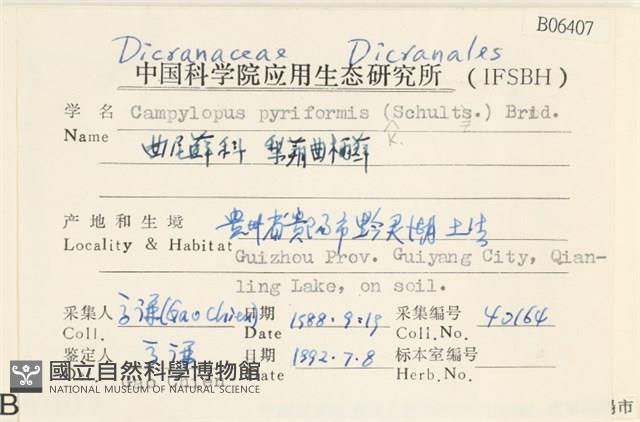 B06407
Dicranaceae Dicranales
中国科学院应用生态研究所 (IFSBH)
学名 Campylopus pyriformis (Schultz.) Brid.
Name K.
曲尾藓科 梨蒴曲柄藓
产地和生境 贵州省贵阳市黔灵湖 土生
Locality & Habitat Guizhou Prov. Guiyang City, Qian-
ling Lake, on soil.
采集人 高谦(Gao Chien) 日期 1988.9.19 采集编号 40164
Coll. Date Coll.No.
鉴定人 高谦 日期 1992.7.8 标本室编号
Gao Chien Date Herb.No.
國立自然科學博物館
NATIONAL MUSEUM OF NATURAL SCIENCE
B
市